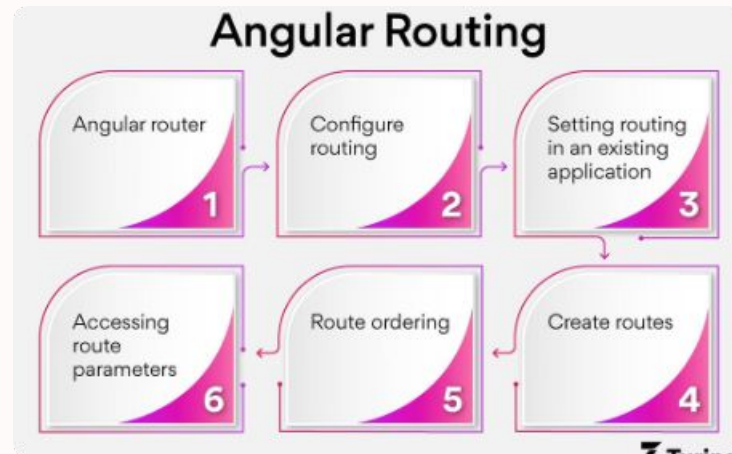 Angular Routing
Angular router
1
Configure
routing
2
Setting routing
in an existing
application
3
Accessing
route
parameters
6
Route ordering
5
Create routes
4